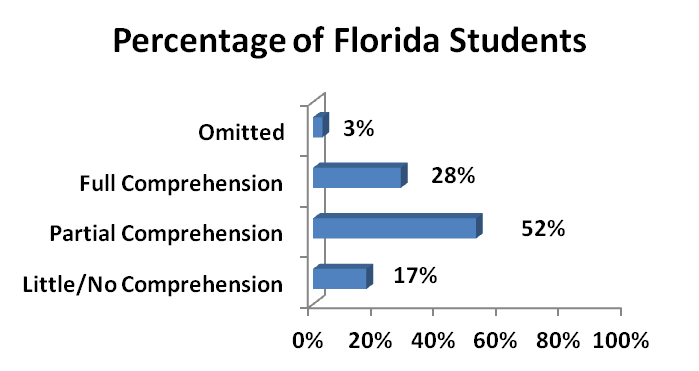 Percentage of Florida Students
Omitted
3%
Full Comprehension
28%
Partial Comprehension
52%
Little/No Comprehension
17%
0% 20% 40% 60% 80% 100%